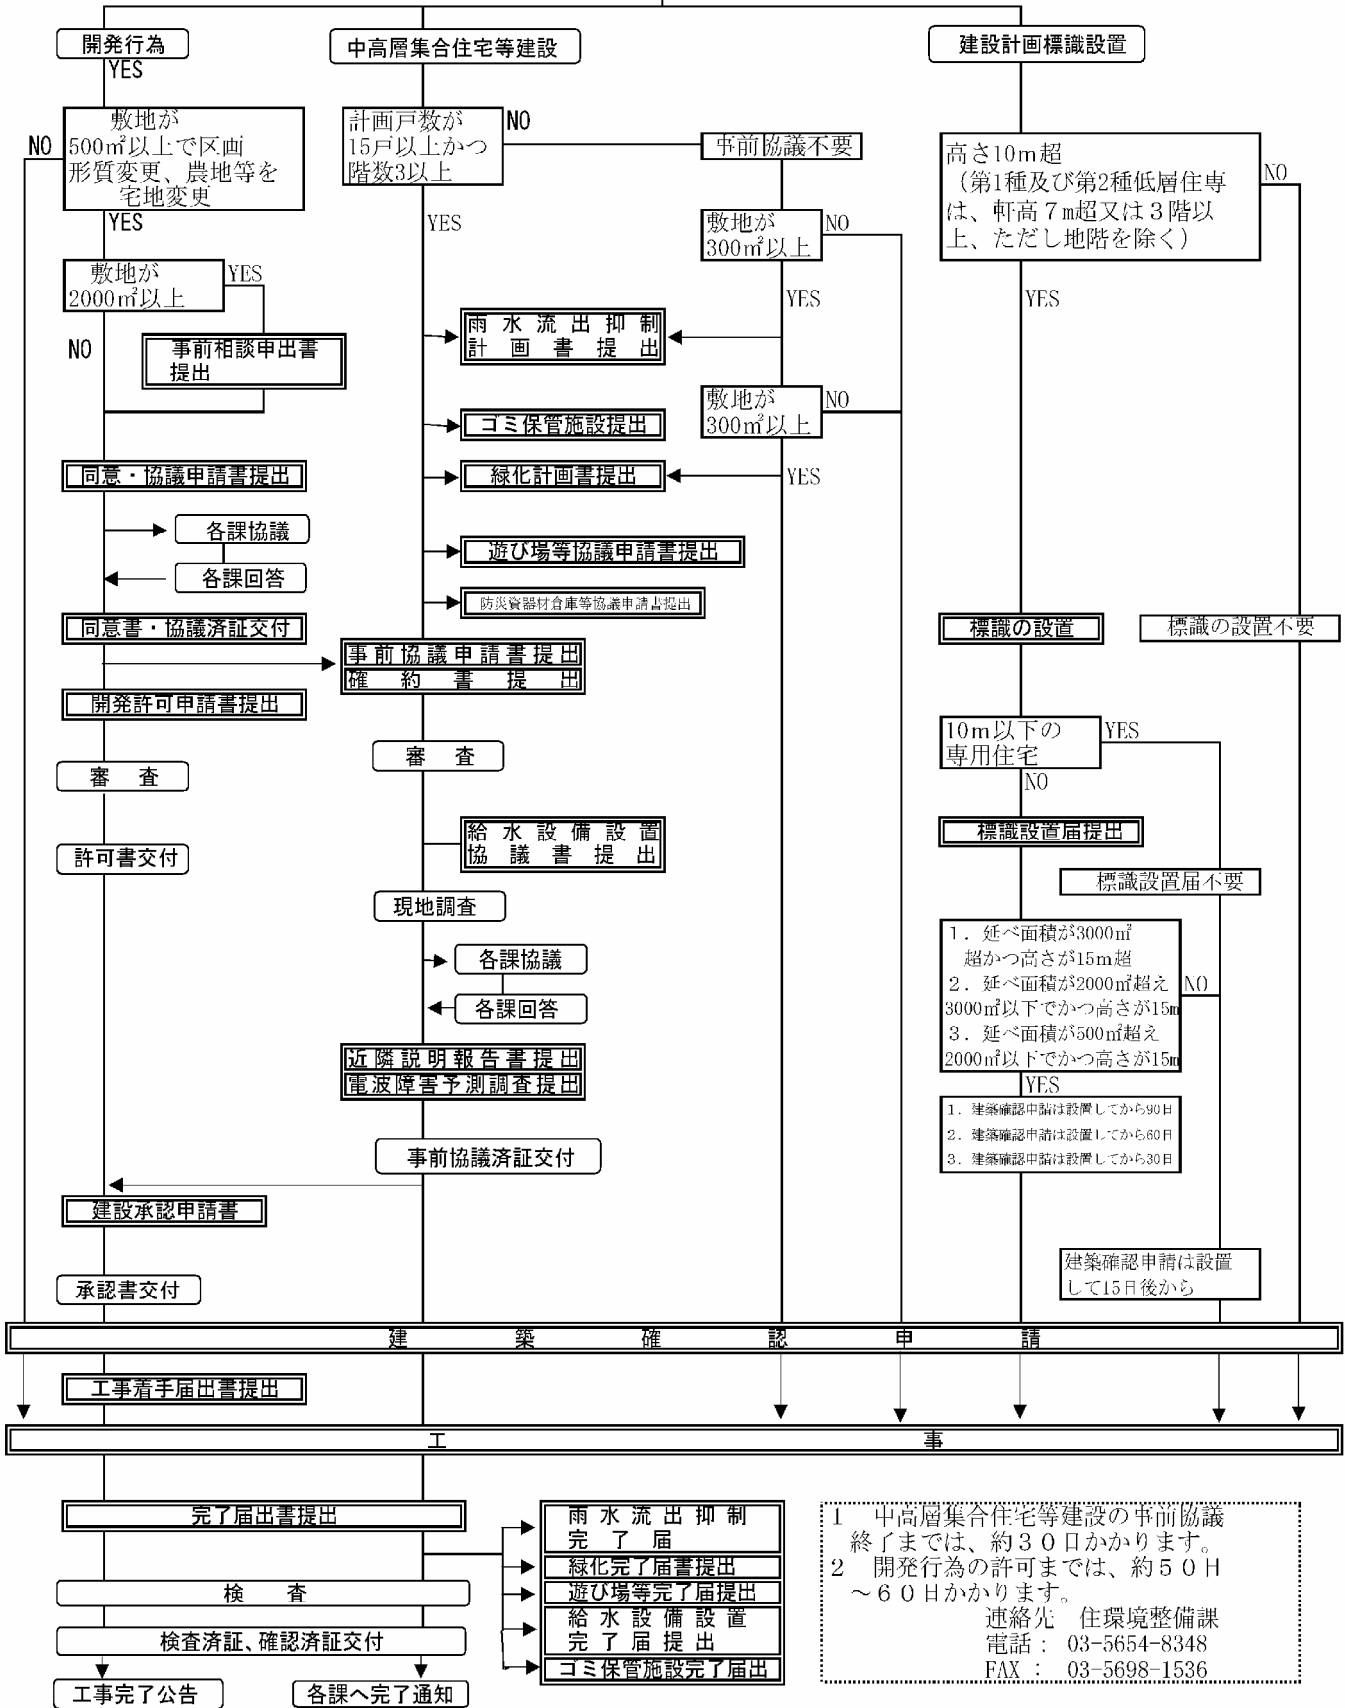 開発行為
YES
NO
敷地が
500㎡以上で区画
形質変更、農地等を
宅地変更
YES
敷地が
2000㎡以上
YES
NO
事前相談申出書
提出
同意・協議申請書提出
各課協議
各課回答
同意書・協議済証交付
開発許可申請書提出
審 査
許可書交付
中高層集合住宅等建設
計画戸数が
15戸以上かつ
階数3以上
NO
YES
事前協議不要
敷地が
300㎡以上
NO
YES
雨水流出抑制
計画書提出
敷地が
300㎡以上
NO
YES
ゴミ保管施設提出
緑化計画書提出
遊び場等協議申請書提出
防災資器材倉庫等協議申請書提出
事前協議申請書提出
確約書提出
審 査
給水設備設置
協議書提出
現地調査
各課協議
各課回答
近隣説明報告書提出
電波障害予測調査提出
事前協議済証交付
建設承認申請書
承認書交付
建設計画標識設置
高さ10m超
(第1種及び第2種低層住専
は、軒高7m超又は3階以
上、ただし地階を除く)
NO
YES
標識の設置
標識の設置不要
10m以下の
専用住宅
YES
NO
標識設置届提出
標識設置届不要
1．延べ面積が3000㎡
超かつ高さが15m超
2．延べ面積が2000㎡超え
3000㎡以下でかつ高さが15m
3．延べ面積が500㎡超え
2000㎡以下でかつ高さが15m
NO
YES
1．建築確認申請は設置してから90日
2．建築確認申請は設置してから60日
3．建築確認申請は設置してから30日
建築確認申請は設置
して15日後から
建築確認申請
工事着手届出書提出
工事
完了届出書提出
検 査
検査済証、確認済証交付
工事完了公告
各課へ完了通知
雨水流出抑制
完了届
緑化完了届書提出
遊び場等完了届提出
給水設備設置
完了届提出
ゴミ保管施設完了届出
1 中高層集合住宅等建設の事前協議
終了までは、約３０日かかります。
2 開発行為の許可までは、約５０日
～６０日かかります。
連絡先 住環境整備課
電話： 03-5654-8348
FAX： 03-5698-1536